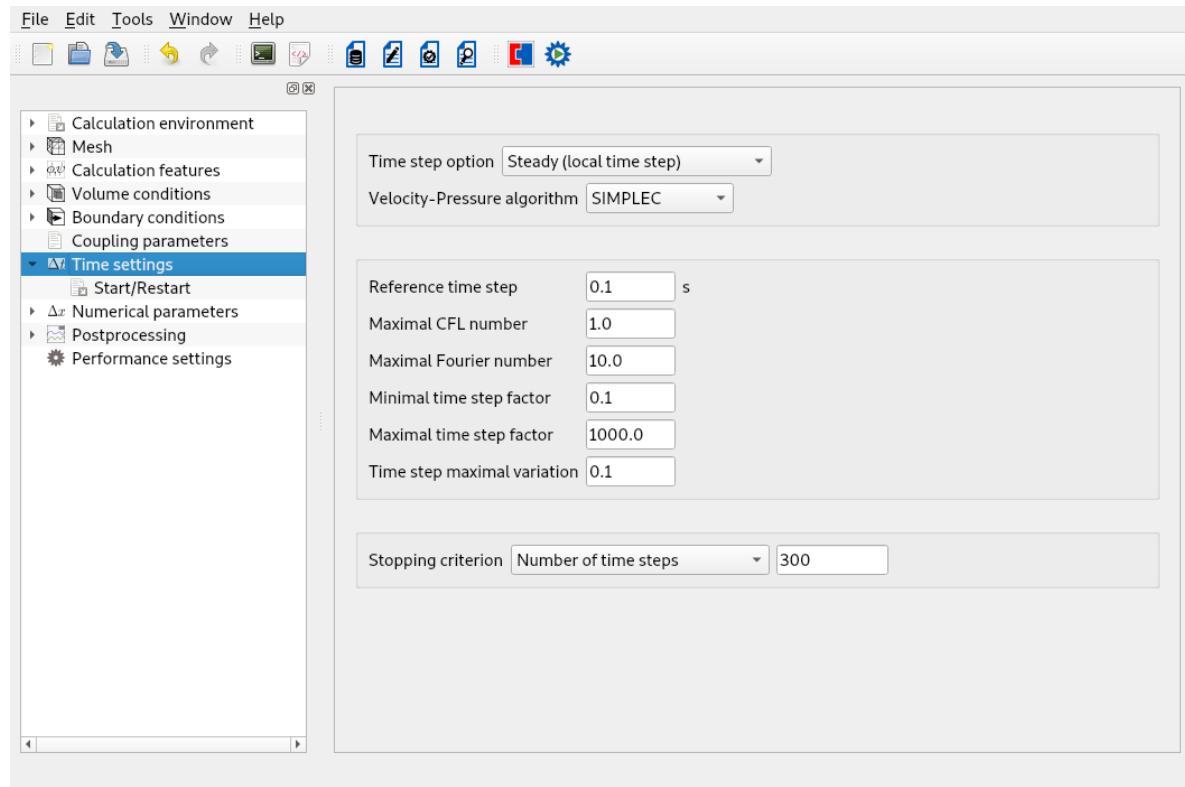 File Edit Tools Window Help
Calculation environment
Mesh
Calculation features
Volume conditions
Boundary conditions
Coupling parameters
Time settings
Start/Restart
Δx Numerical parameters
Postprocessing
Performance settings
Time step option Steady (local time step)
Velocity-Pressure algorithm SIMPLEC
Reference time step 0.1 s
Maximal CFL number 1.0
Maximal Fourier number 10.0
Minimal time step factor 0.1
Maximal time step factor 1000.0
Time step maximal variation 0.1
Stopping criterion Number of time steps 300